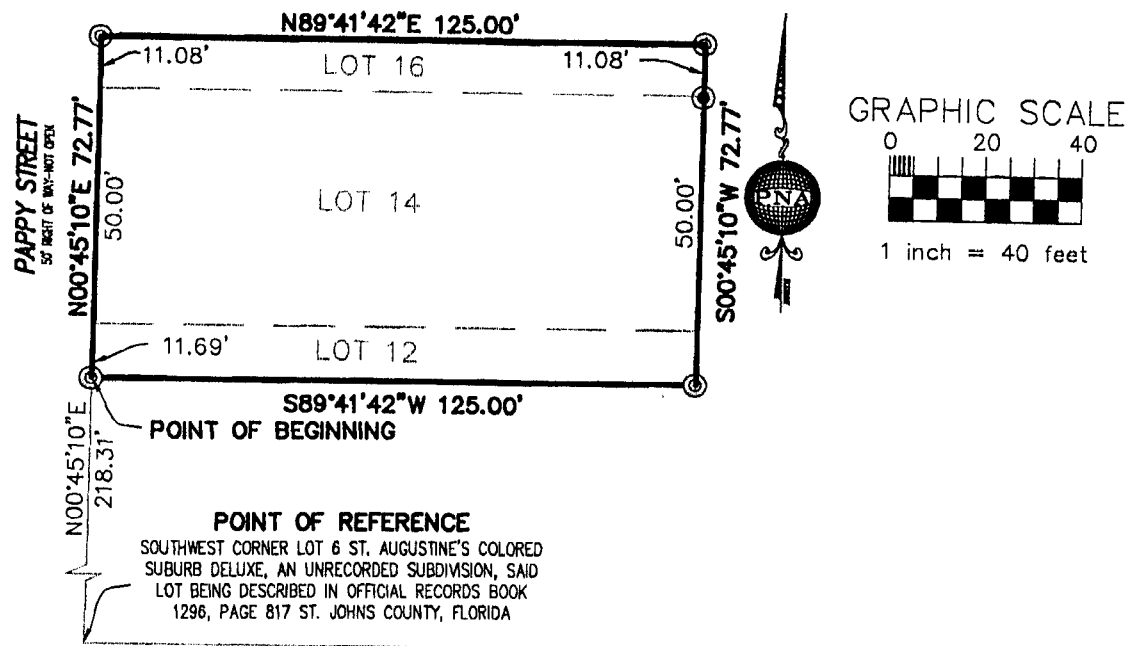 N89°41'42"E 125.00'
11.08'
LOT 16
11.08'
PAPPY STREET
50' RIGHT OF WAY-NOT OPEN
N00°45'10"E 72.77'
50.00'
LOT 14
50.00'
S00°45'10"W 72.77'
PNA
GRAPHIC SCALE
0 20 40
1 inch = 40 feet
11.69'
LOT 12
S89°41'42"W 125.00'
POINT OF BEGINNING
N00°45'10"E
218.31'
POINT OF REFERENCE
SOUTHWEST CORNER LOT 6 ST. AUGUSTINE'S COLORED
SUBURB DELUXE, AN UNRECORDED SUBDIVISION, SAID
LOT BEING DESCRIBED IN OFFICIAL RECORDS BOOK
1296, PAGE 817 ST. JOHNS COUNTY, FLORIDA